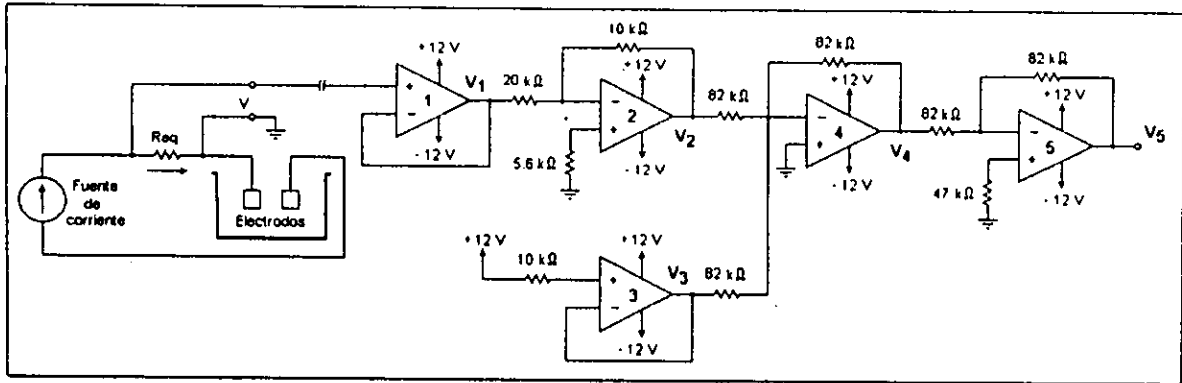 10 kΩ
82 kΩ
82 kΩ
+12 V
V1
20 kΩ
+12 V
+12 V
+12 V
V
+
−
1
−
+
2
82 kΩ
−
+
4
82 kΩ
−
+
5
V5
Req
- 12 V
5.6 kΩ
- 12 V
V2
V4
- 12 V
47 kΩ
- 12 V
Fuente
de
corriente
Electrodos
+12 V
+12 V
10 kΩ
V3
82 kΩ
+
−
3
- 12 V